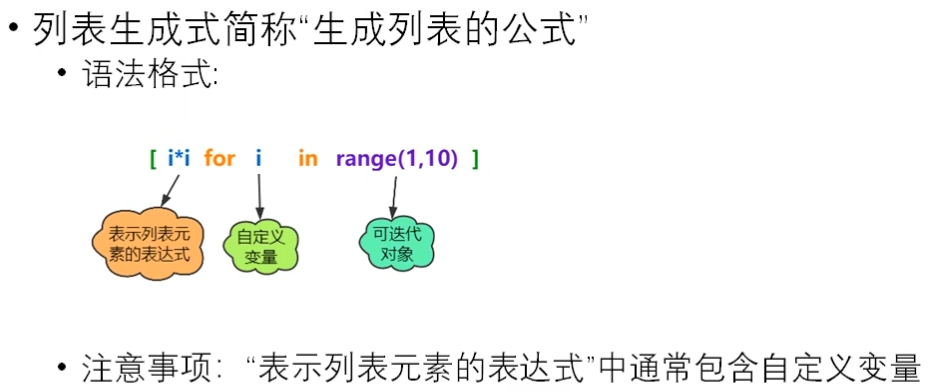 • 列表生成式简称“生成列表的公式”
• 语法格式:
[ i*i for i in range(1,10) ]
表示列表元
素的表达式
自定义
变量
可迭代
对象
• 注意事项：“表示列表元素的表达式”中通常包含自定义变量